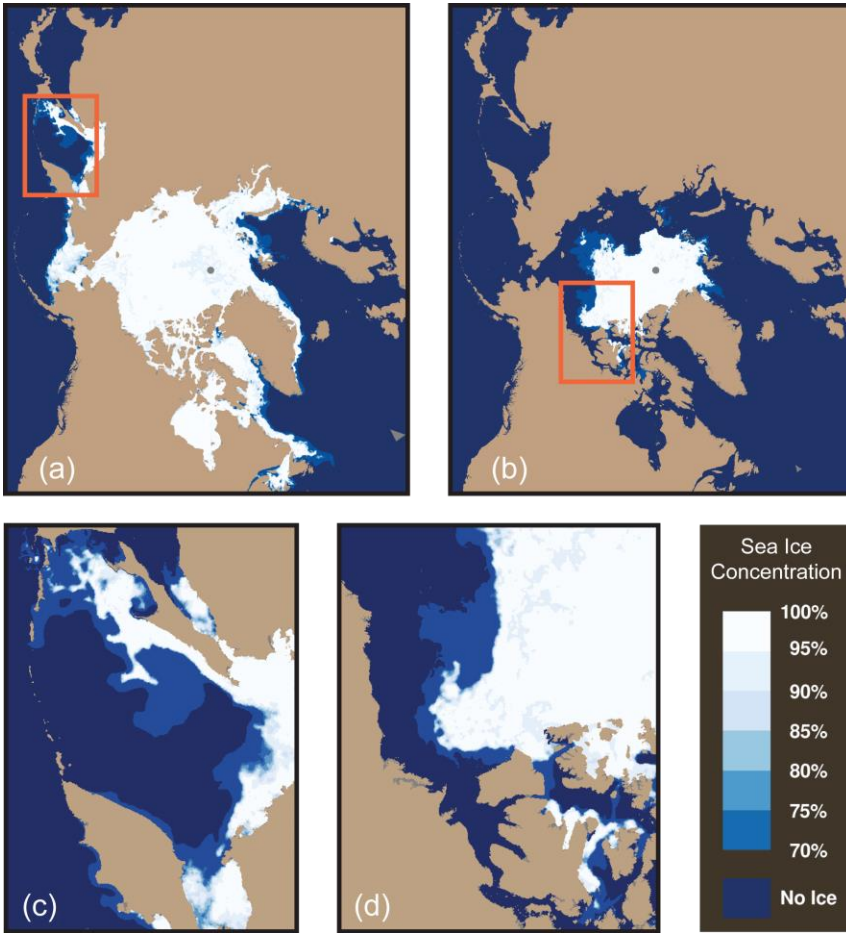 (a)
(b)
(c)
(d)
Sea Ice
Concentration
100%
95%
90%
85%
80%
75%
70%
No Ice